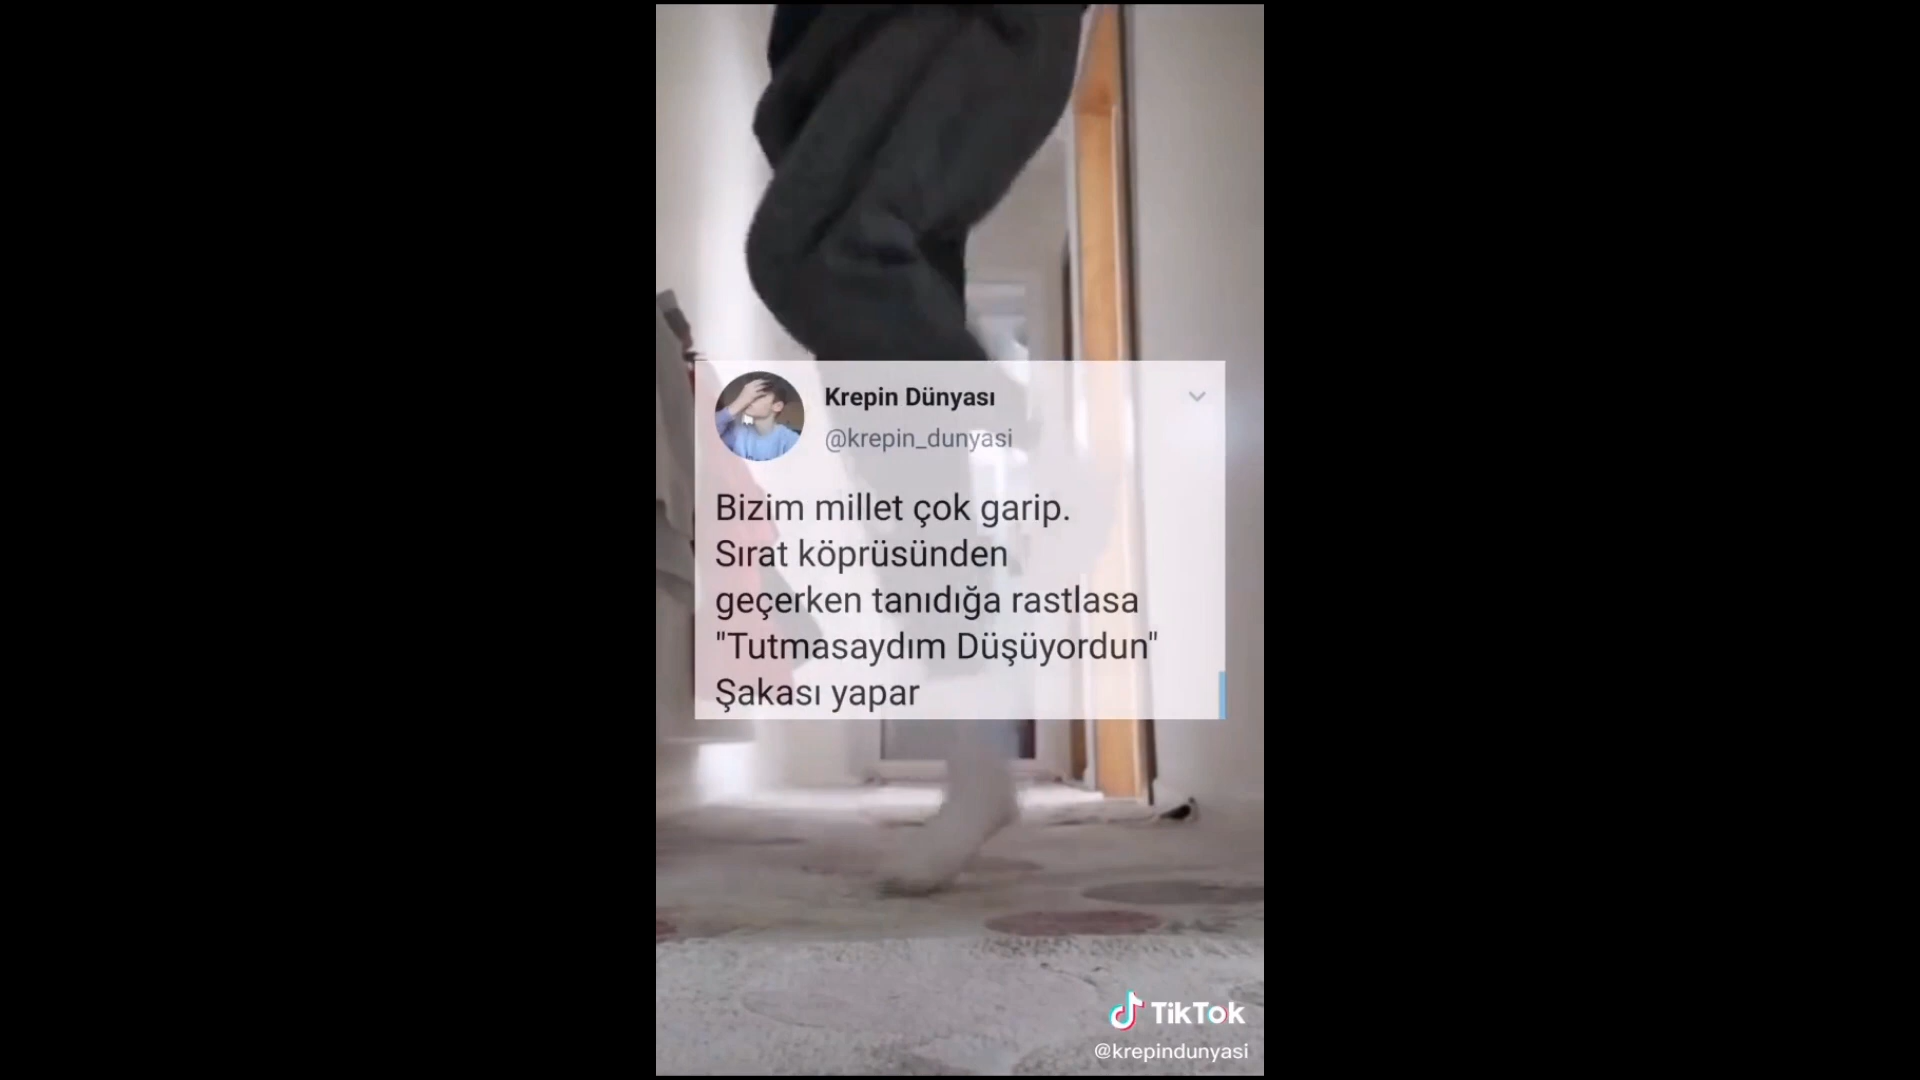 Krepin Dünyası
@krepin_dunyasi
Bizim millet çok garip.
Sırat köprüsünden
geçerken tanıdığa rastlasa
"Tutmasaydım Düşüyordun"
Şakası yapar
TikTok
@krepindunyasi